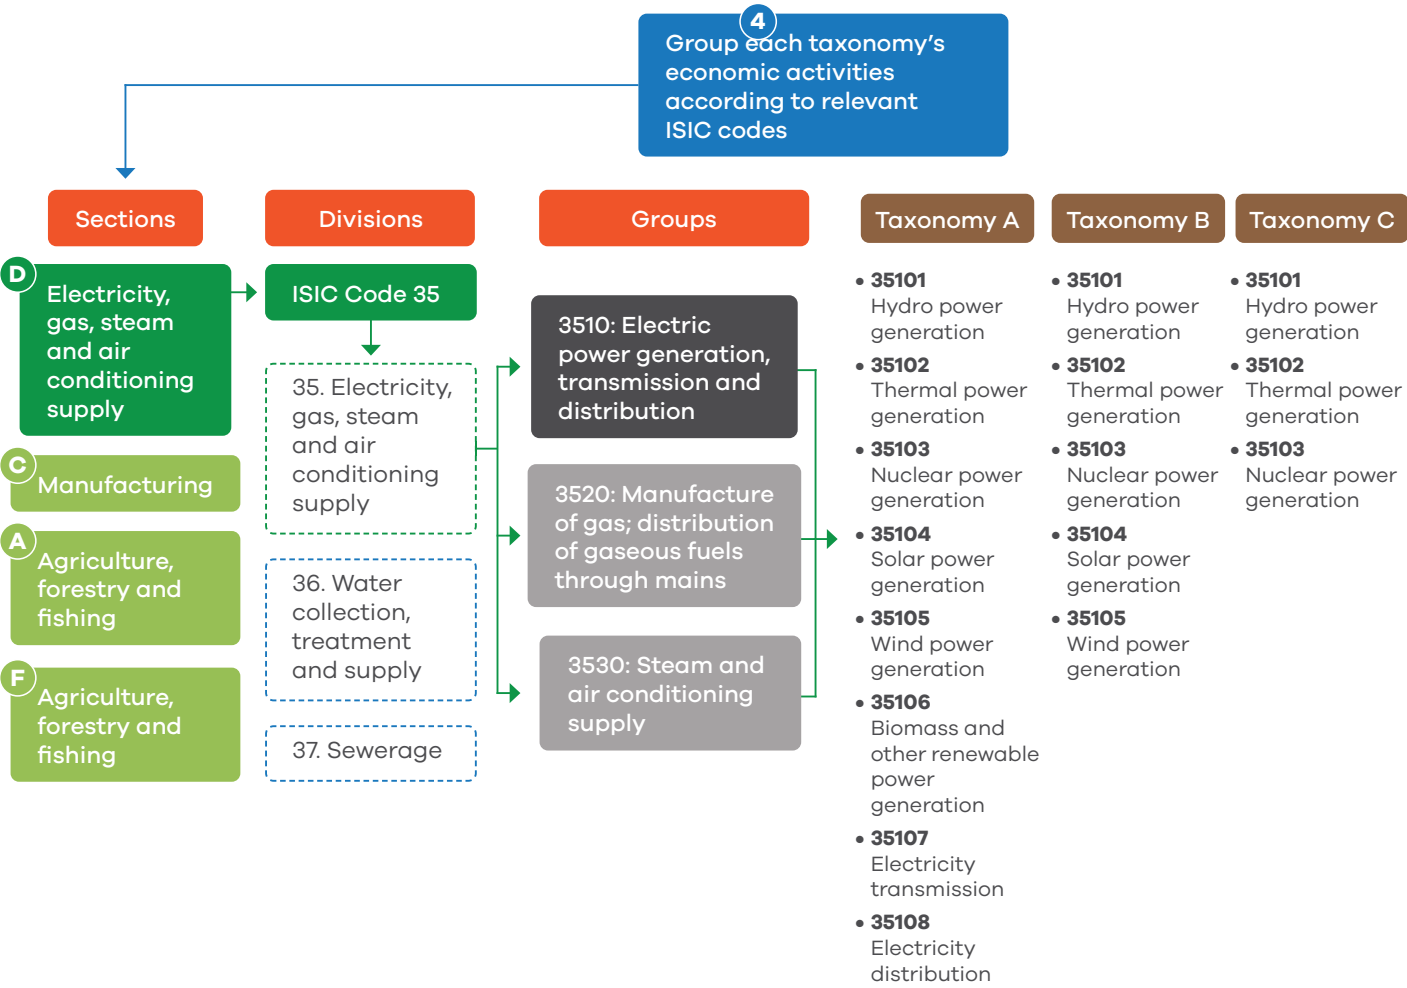 4
Group each taxonomy's
economic activities
according to relevant
ISIC codes
Sections
Divisions
Groups
Taxonomy A
Taxonomy B
Taxonomy C
D
Electricity,
gas, steam
and air
conditioning
supply
C
Manufacturing
A
Agriculture,
forestry and
fishing
F
Agriculture,
forestry and
fishing
ISIC Code 35
35. Electricity,
gas, steam
and air
conditioning
supply
36. Water
collection,
treatment
and supply
37. Sewerage
3510: Electric
power generation,
transmission and
distribution
3520: Manufacture
of gas; distribution
of gaseous fuels
through mains
3530: Steam and
air conditioning
supply
• 35101
Hydro power
generation
• 35102
Thermal power
generation
• 35103
Nuclear power
generation
• 35104
Solar power
generation
• 35105
Wind power
generation
• 35106
Biomass and
other renewable
power
generation
• 35107
Electricity
transmission
• 35108
Electricity
distribution
• 35101
Hydro power
generation
• 35102
Thermal power
generation
• 35103
Nuclear power
generation
• 35104
Solar power
generation
• 35105
Wind power
generation
• 35101
Hydro power
generation
• 35102
Thermal power
generation
• 35103
Nuclear power
generation